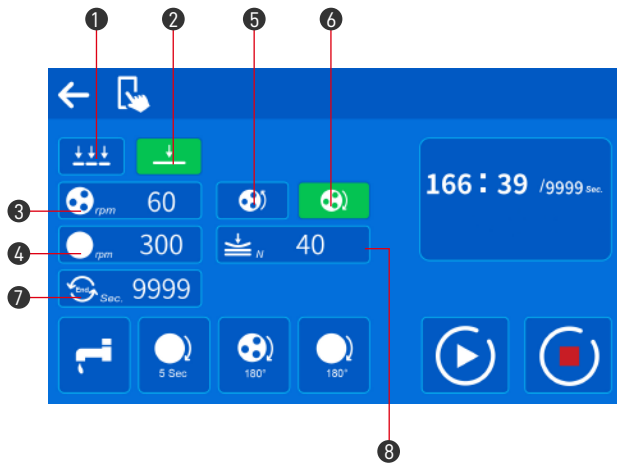 1 2 5 6
166:39 /9999 Sec.
3 rpm 60
4 rpm 300 N 40
7 End Sec. 9999
5 Sec 180° 180°
8